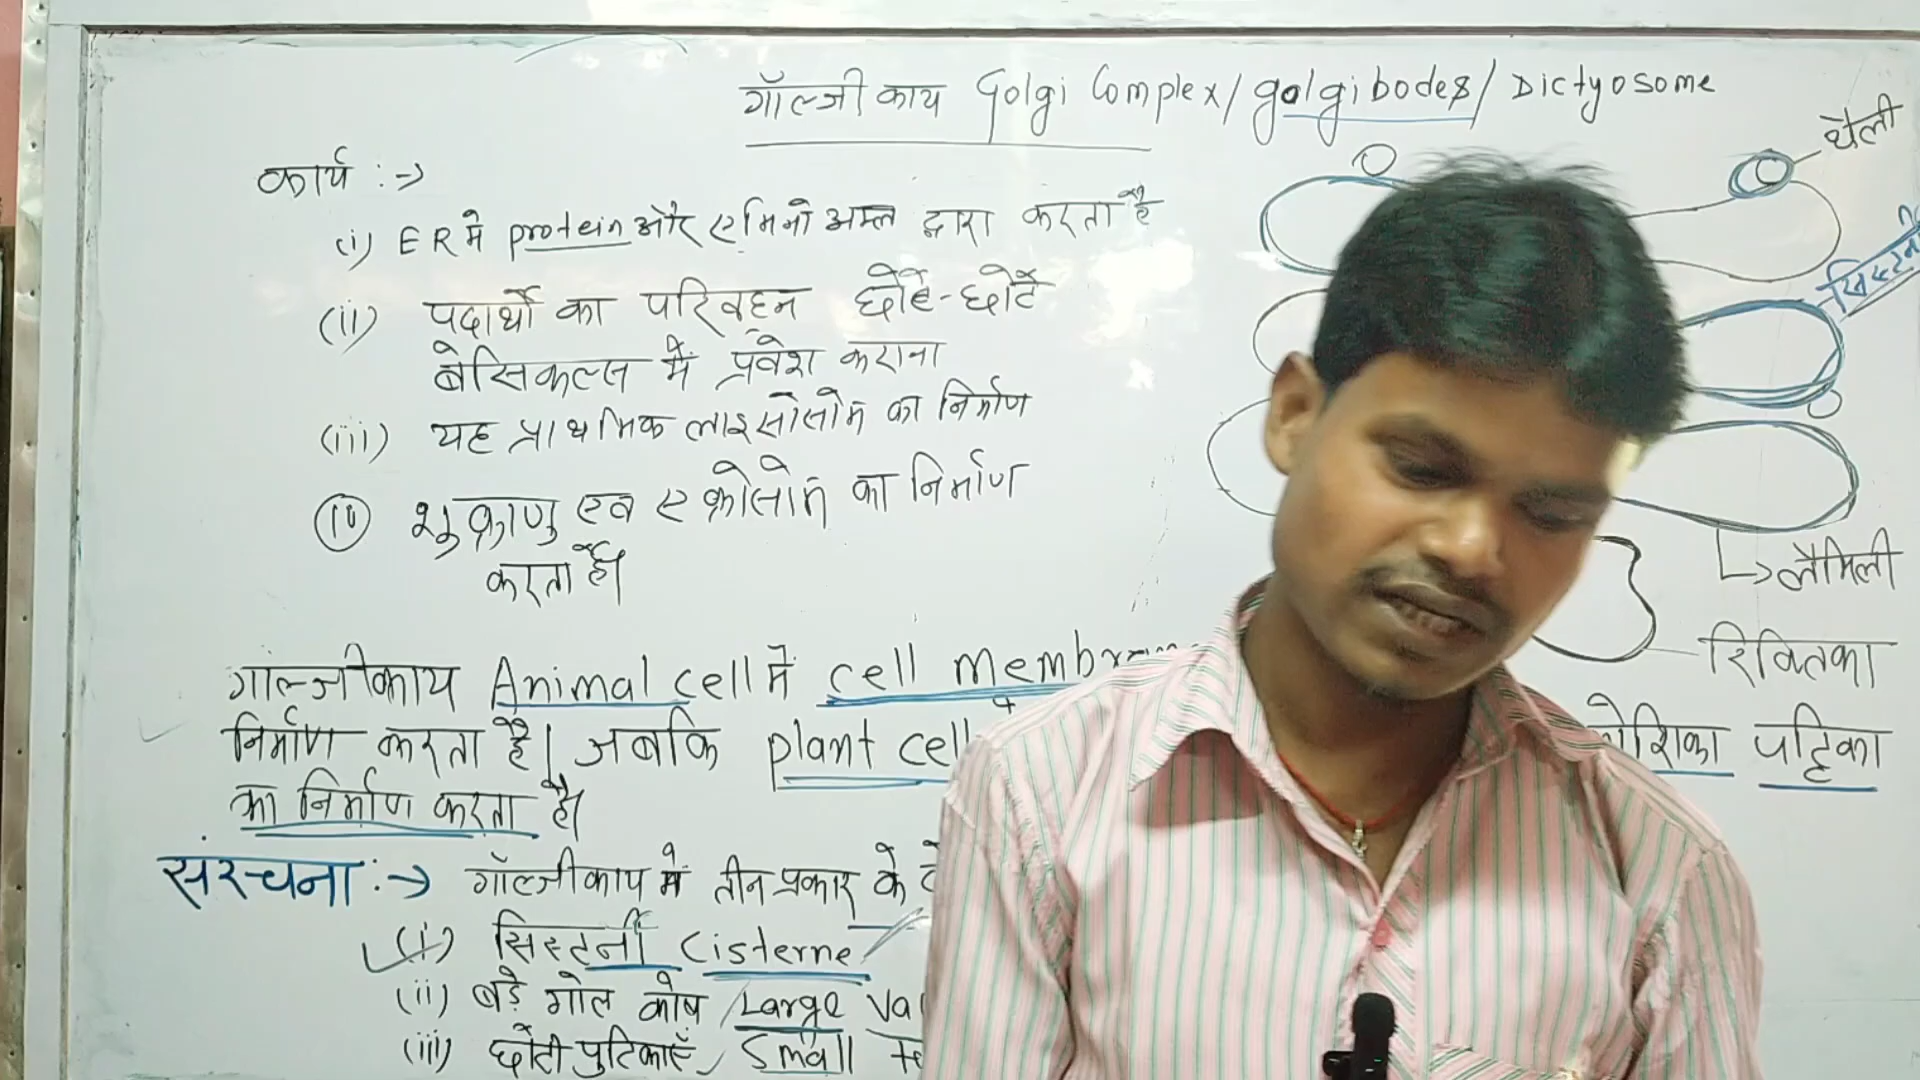 गॉल्जी काय Golgi Complex/golgibodes/ Dictyosome
थैली
कार्य :->
(i) ER मे protein और एमिनो अम्ल द्वारा करता है
(ii) पदार्थो का परिवहन छोटे-छोटे
बेसिकल्स में प्रवेश कराना
(iii) यह प्राथमिक लाइसोसोम का निर्माण
(iv) शुक्राणु एव एक्रोसोम का निर्माण
करता है।
लैमिली
रिक्तिका
गाल्जीकाय Animal cell मे cell
निर्माण करता है। जबकि plant cell पट्टिका
का निर्माण करता है।
संरचना :-> गॉल्जीकाय मे तीन प्रकार के
(i) सिस्टर्नी Cisterne
(ii) बड़े गोल कोष /Large
(iii) छोटी पुटिकाएँ/ Small